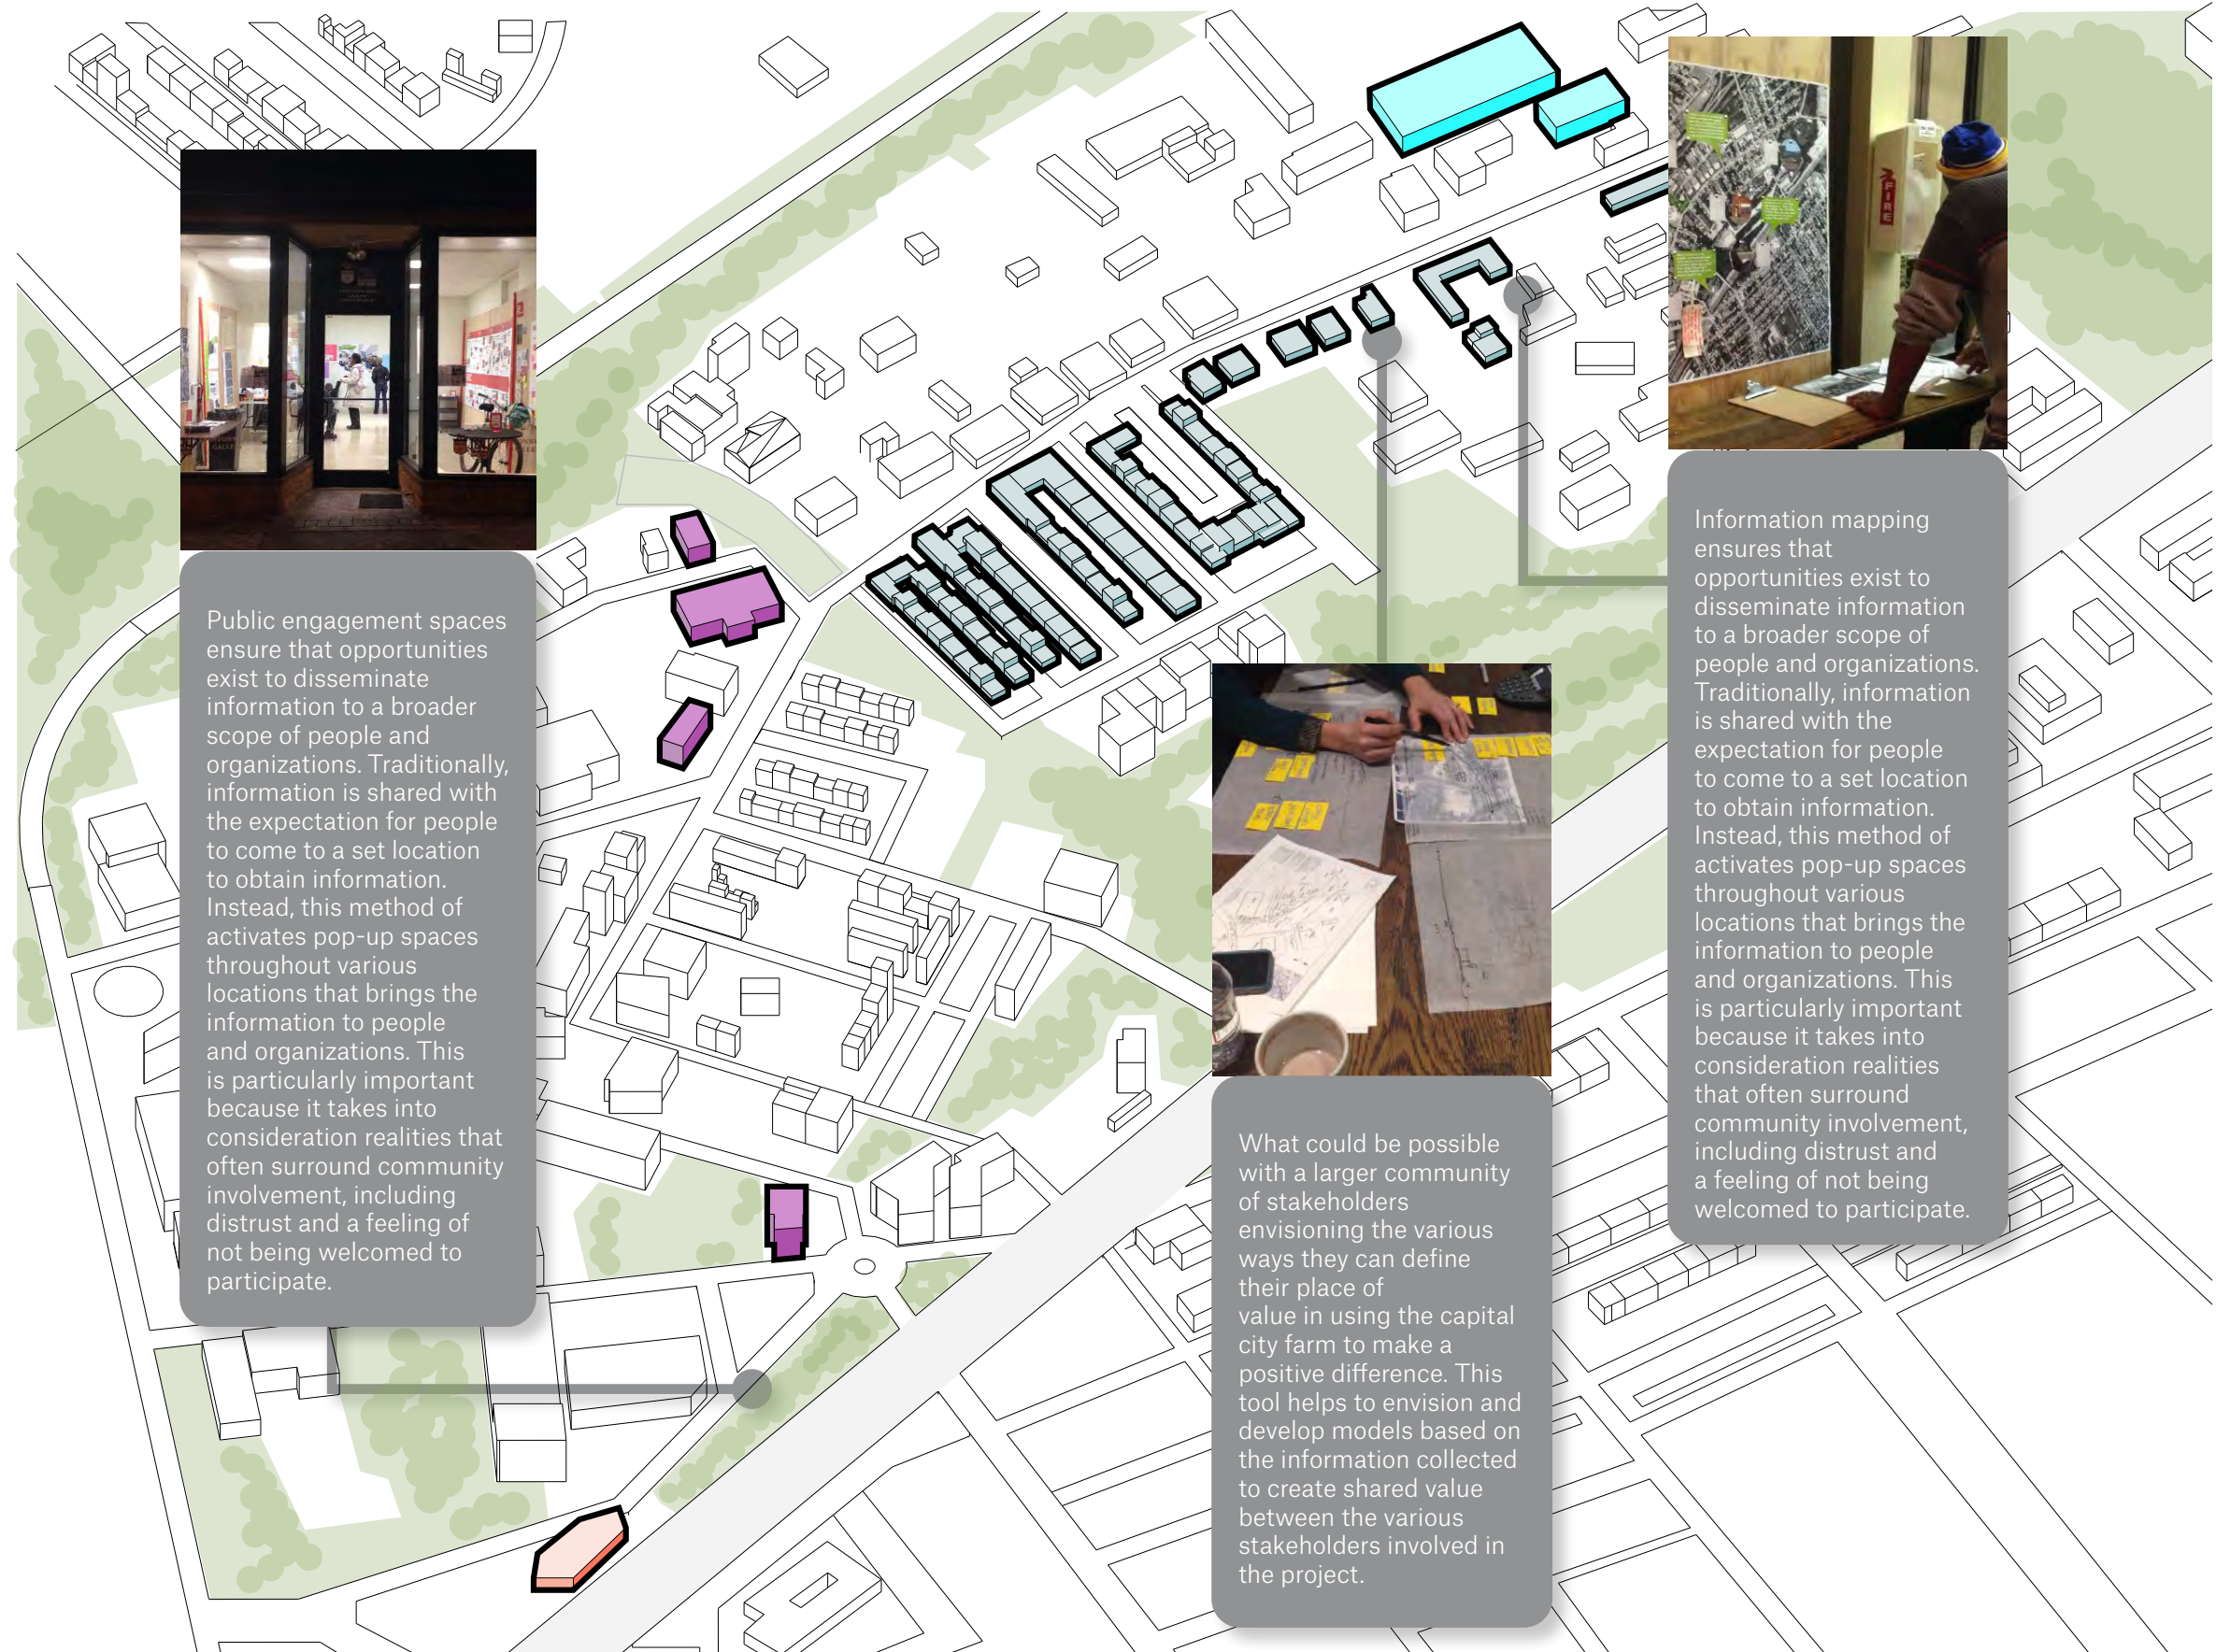 Public engagement spaces
ensure that opportunities
exist to disseminate
information to a broader
scope of people and
organizations. Traditionally,
information is shared with
the expectation for people
to come to a set location
to obtain information.
Instead, this method of
activates pop-up spaces
throughout various
locations that brings the
information to people
and organizations. This
is particularly important
because it takes into
consideration realities that
often surround community
involvement, including
distrust and a feeling of
not being welcomed to
participate.
What could be possible
with a larger community
of stakeholders
envisioning the various
ways they can define
their place of
value in using the capital
city farm to make a
positive difference. This
tool helps to envision and
develop models based on
the information collected
to create shared value
between the various
stakeholders involved in
the project.
FIRE
Information mapping
ensures that
opportunities exist to
disseminate information
to a broader scope of
people and organizations.
Traditionally, information
is shared with the
expectation for people
to come to a set location
to obtain information.
Instead, this method of
activates pop-up spaces
throughout various
locations that brings the
information to people
and organizations. This
is particularly important
because it takes into
consideration realities
that often surround
community involvement,
including distrust and
a feeling of not being
welcomed to participate.